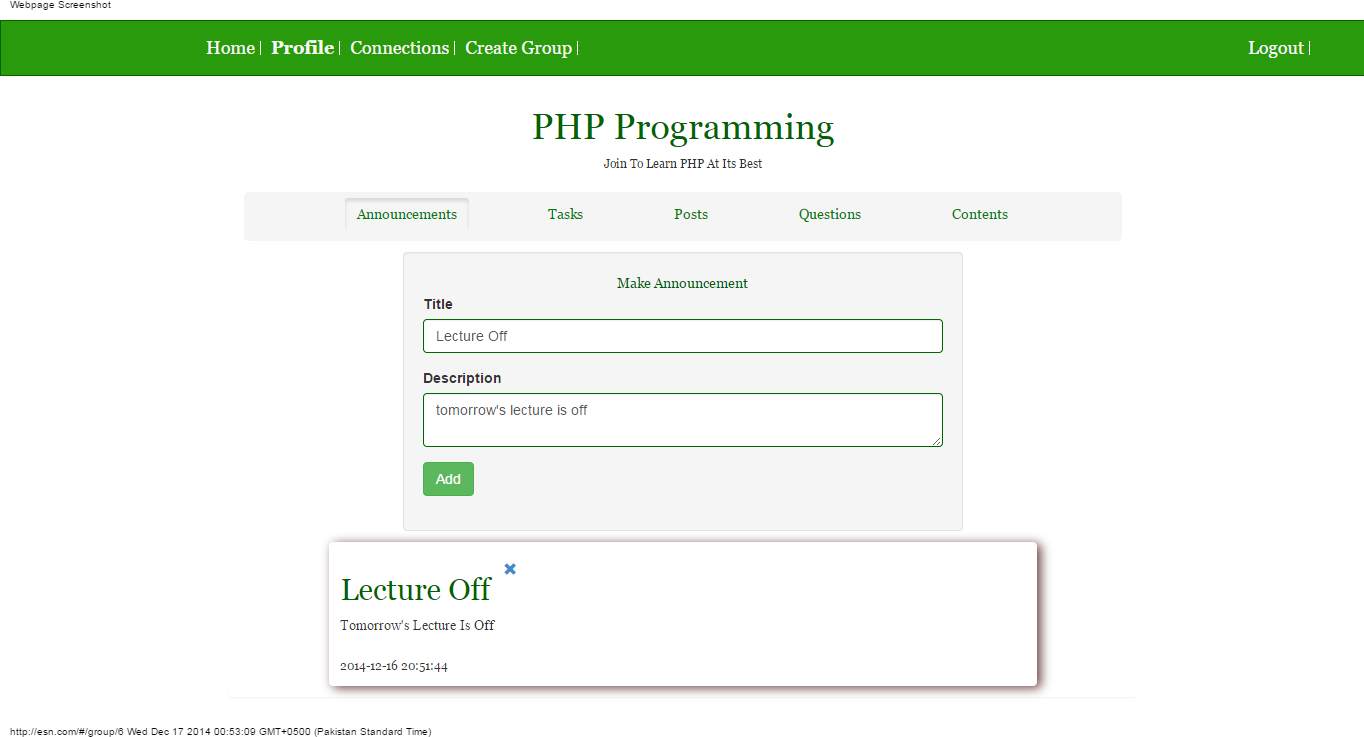 Webpage Screenshot
Home | Profile | Connections | Create Group | Logout |
PHP Programming
Join To Learn PHP At Its Best
Announcements Tasks Posts Questions Contents
Make Announcement
Title
Lecture Off
Description
tomorrow's lecture is off
Add
Lecture Off
Tomorrow's Lecture Is Off
2014-12-16 20:51:44
http://esn.com/#/group/6 Wed Dec 17 2014 00:53:09 GMT+0500 (Pakistan Standard Time)